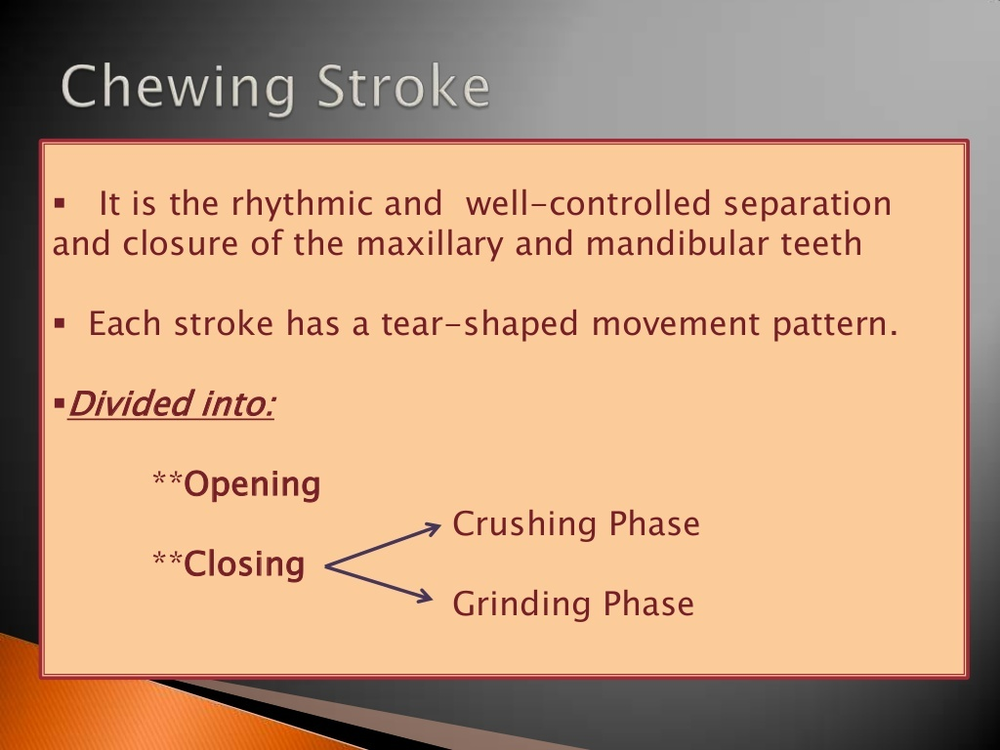 Chewing Stroke
▪ It is the rhythmic and well-controlled separation
and closure of the maxillary and mandibular teeth
▪ Each stroke has a tear-shaped movement pattern.
▪Divided into:
**Opening
Crushing Phase
**Closing
Grinding Phase